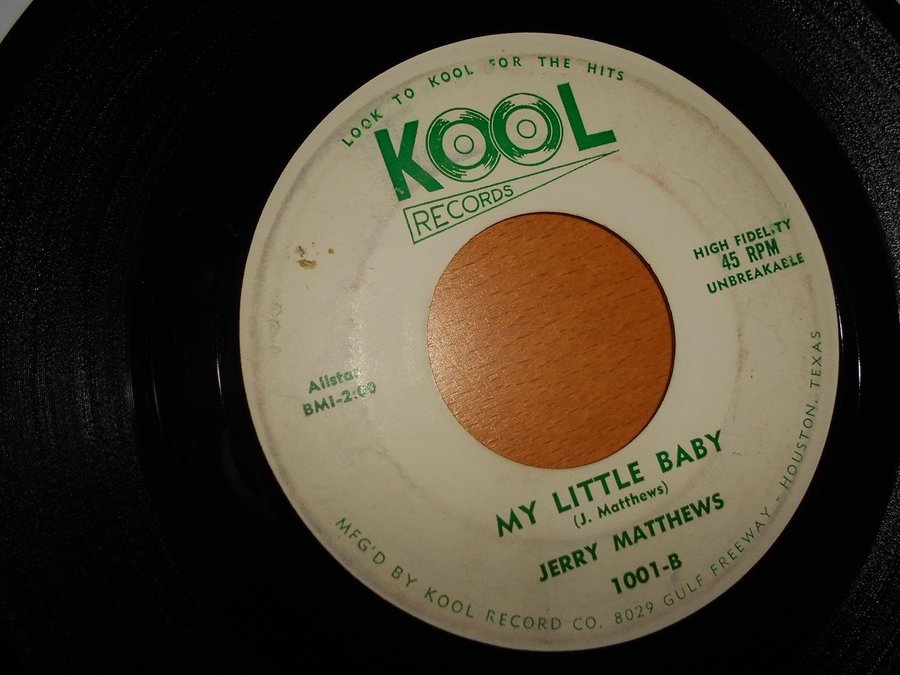 LOOK TO KOOL FOR THE HITS
KOOL
RECORDS
HIGH FIDELITY
45 RPM
UNBREAKABLE
Allstar
BMI-2:00
MY LITTLE BABY
(J. Matthews)
JERRY MATTHEWS
1001-B
MFG'D BY KOOL RECORD CO. 8029 GULF FREEWAY - HOUSTON, TEXAS